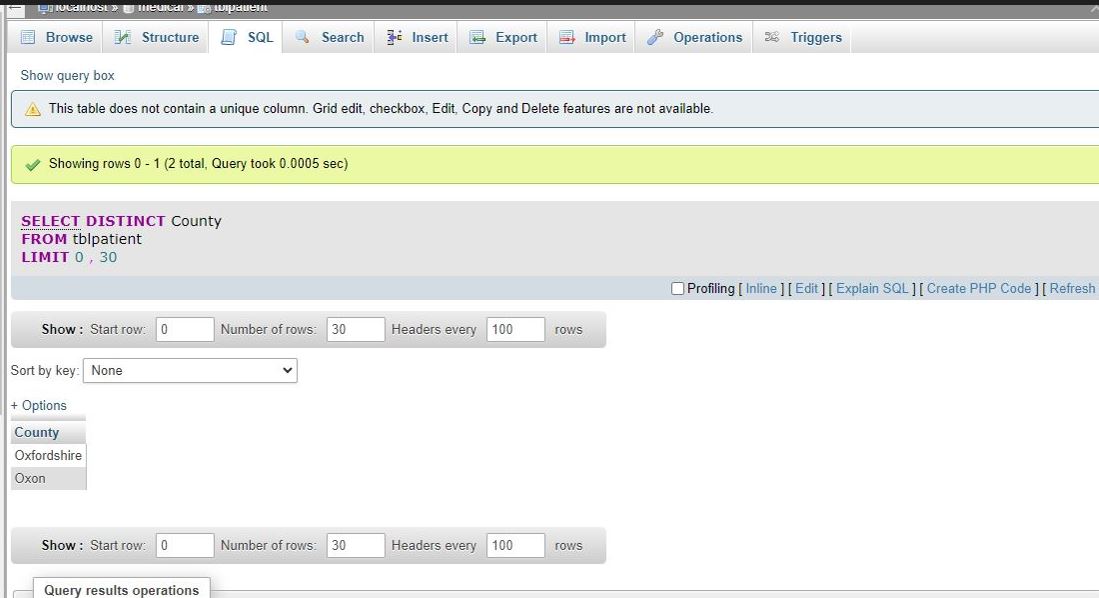 localhost » medical » tblpatient
Browse Structure SQL Search Insert Export Import Operations Triggers
Show query box
This table does not contain a unique column. Grid edit, checkbox, Edit, Copy and Delete features are not available.
Showing rows 0 - 1 (2 total, Query took 0.0005 sec)
SELECT DISTINCT County
FROM tblpatient
LIMIT 0 , 30
Profiling [ Inline ] [ Edit ] [ Explain SQL ] [ Create PHP Code ] [ Refresh
Show : Start row: 0 Number of rows: 30 Headers every 100 rows
Sort by key: None
+ Options
County
Oxfordshire
Oxon
Show : Start row: 0 Number of rows: 30 Headers every 100 rows
Query results operations